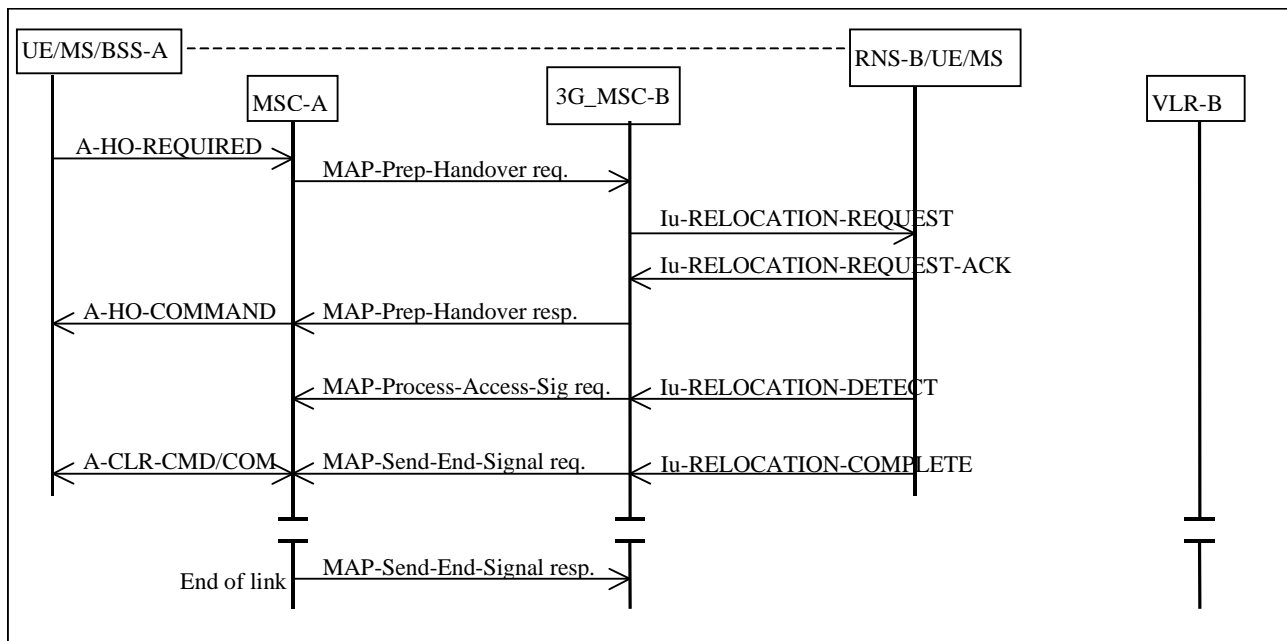 UE/MS/BSS-A
RNS-B/UE/MS
MSC-A
3G_MSC-B
VLR-B
A-HO-REQUIRED
MAP-Prep-Handover req.
Iu-RELOCATION-REQUEST
Iu-RELOCATION-REQUEST-ACK
A-HO-COMMAND
MAP-Prep-Handover resp.
MAP-Process-Access-Sig req.
Iu-RELOCATION-DETECT
A-CLR-CMD/COM
MAP-Send-End-Signal req.
Iu-RELOCATION-COMPLETE
End of link
MAP-Send-End-Signal resp.